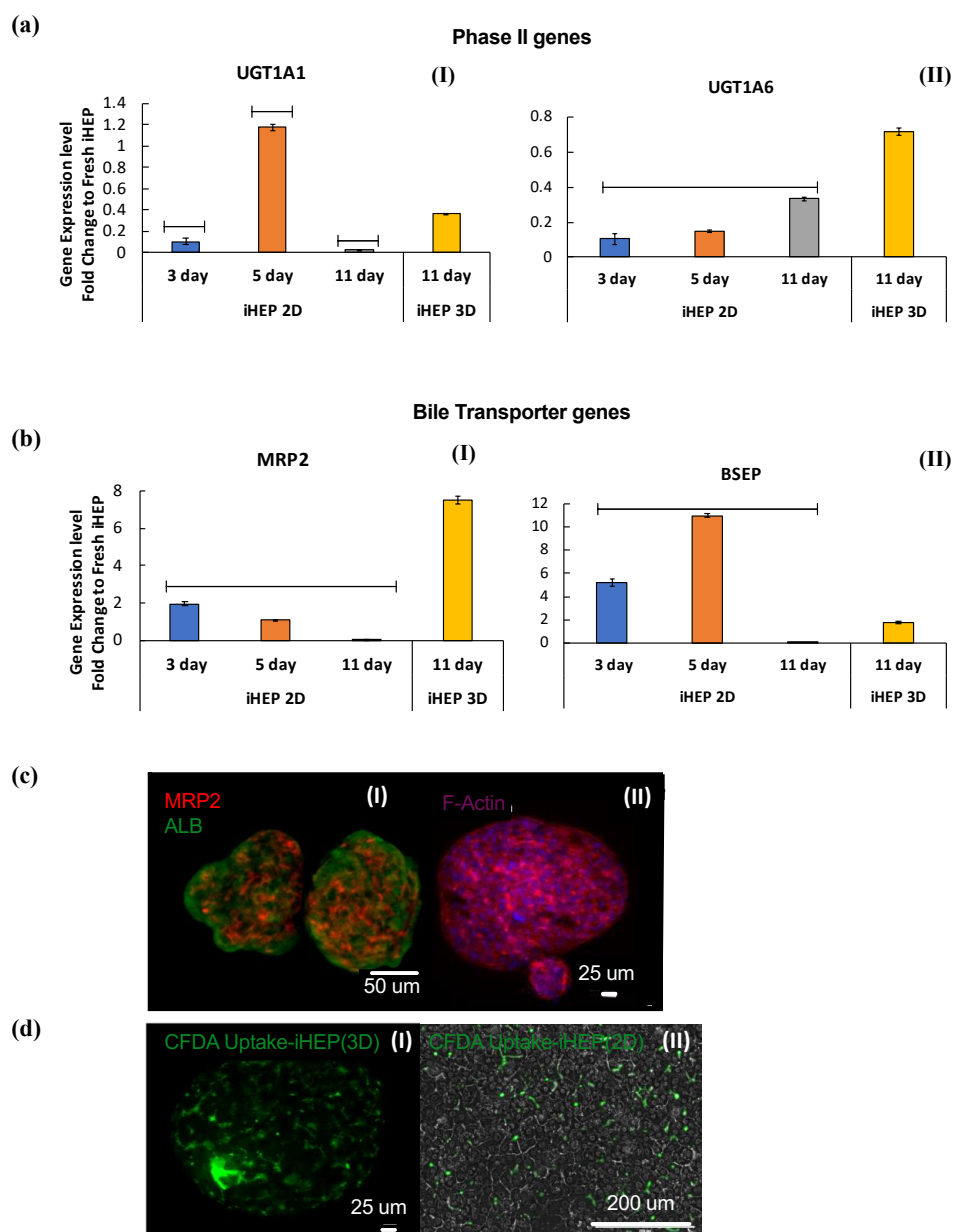 (a)
Phase II genes
UGT1A1
(I)
UGT1A6
(II)
Gene Expression level
Fold Change to Fresh iHEP
1.4
1.2
1
0.8
0.6
0.4
0.2
0
3 day 5 day 11 day 11 day
iHEP 2D iHEP 3D
0.8
0.6
0.4
0.2
0
3 day 5 day 11 day 11 day
iHEP 2D iHEP 3D
(b)
Bile Transporter genes
MRP2
(I)
BSEP
(II)
Gene Expression level
Fold Change to Fresh iHEP
8
6
4
2
0
3 day 5 day 11 day 11 day
iHEP 2D iHEP 3D
12
10
8
6
4
2
0
3 day 5 day 11 day 11 day
iHEP 2D iHEP 3D
(c)
MRP2
ALB
(I)
50 um
F-Actin
(II)
25 um
(d)
CFDA Uptake-iHEP(3D)
(I)
25 um
CFDA Uptake-iHEP(2D)
(II)
200 um